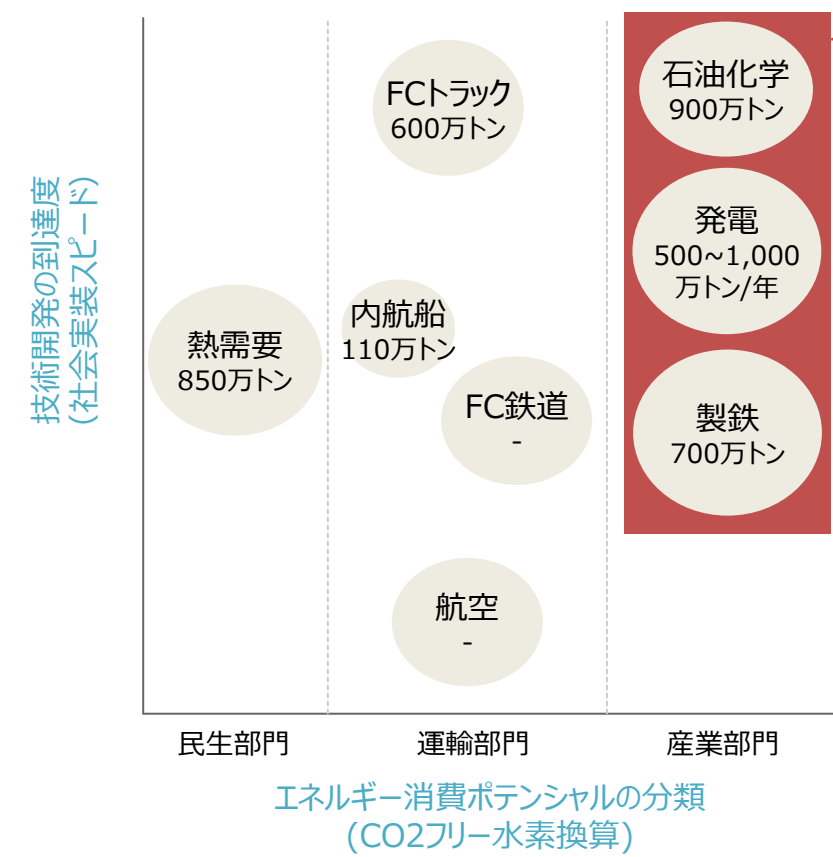 技術開発の到達度
(社会実装スピード)
FCトラック
600万トン
石油化学
900万トン
発電
500~1,000
万トン/年
内航船
110万トン
熱需要
850万トン
FC鉄道
-
製鉄
700万トン
航空
-
民生部門
運輸部門
産業部門
エネルギー消費ポテンシャルの分類
(CO2フリー水素換算)